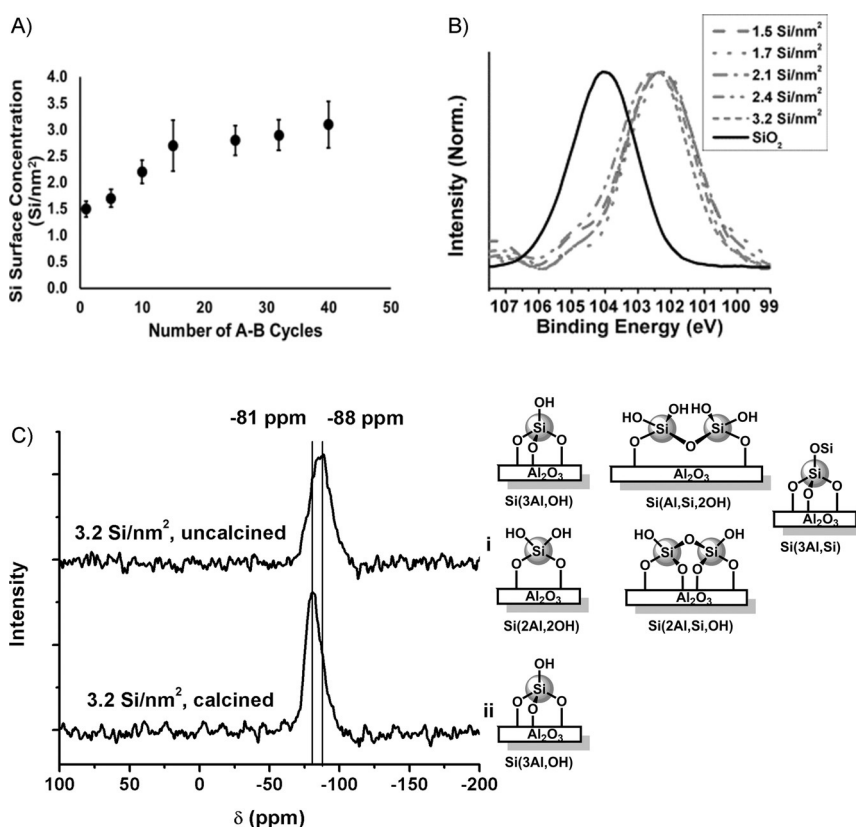 A)
Si Surface Concentration
(Si/nm²)
4.0
3.5
3.0
2.5
2.0
1.5
1.0
0.5
0.0
0 10 20 30 40 50
Number of A-B Cycles
B)
Intensity (Norm.)
1.5 Si/nm²
1.7 Si/nm²
2.1 Si/nm²
2.4 Si/nm²
3.2 Si/nm²
SiO₂
107 106 105 104 103 102 101 100 99
Binding Energy (eV)
C)
-81 ppm -88 ppm
3.2 Si/nm², uncalcined
3.2 Si/nm², calcined
Intensity
100 50 0 -50 -100 -150 -200
δ (ppm)
i
OH
Si
O O O
Al₂O₃
Si(3Al,OH)
HO OH HO OH
Si Si
O O O
Al₂O₃
Si(Al,Si,2OH)
OSi
Si
O O O
Al₂O₃
Si(3Al,Si)
HO OH
Si
O O
Al₂O₃
Si(2Al,2OH)
HO O OH
Si Si
O O O O
Al₂O₃
Si(2Al,Si,OH)
ii
OH
Si
O O O
Al₂O₃
Si(3Al,OH)